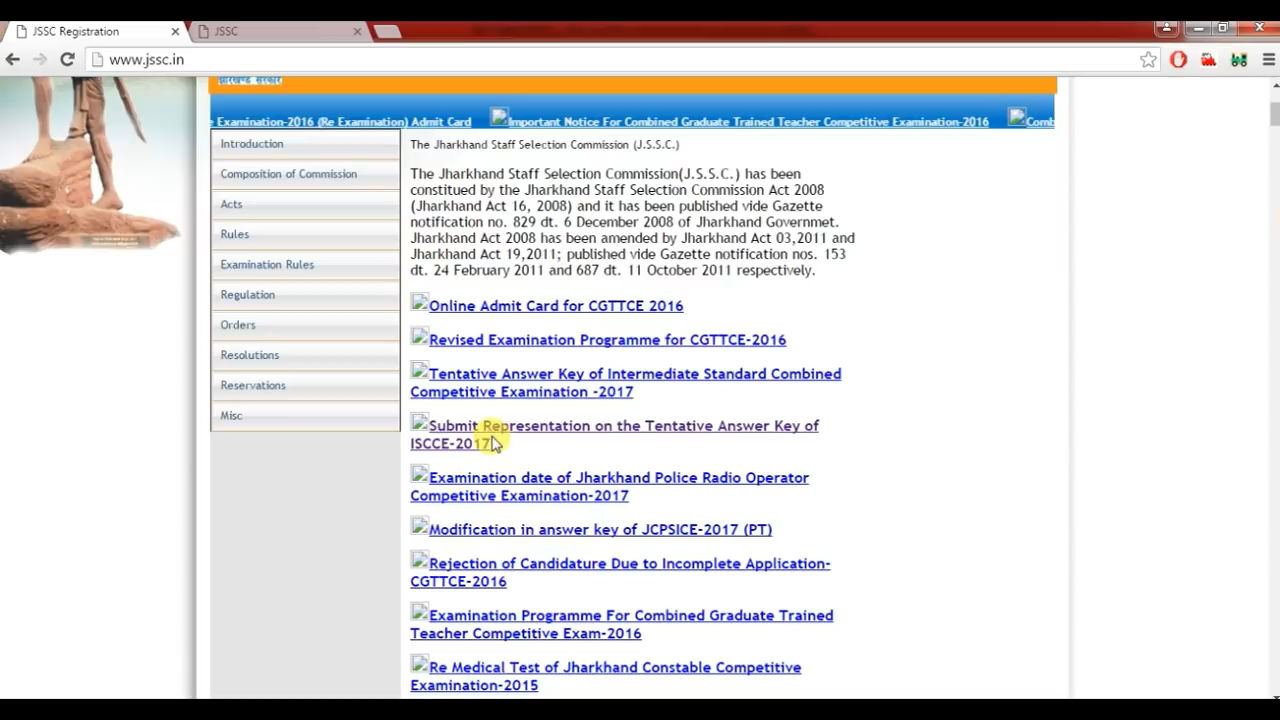 JSSC Registration
JSSC
www.jssc.in
झारखण्ड सरकार
e Examination-2016 (Re Examination) Admit Card Important Notice For Combined Graduate Trained Teacher Competitive Examination-2016 Comb
Introduction
Composition of Commission
Acts
Rules
Examination Rules
Regulation
Orders
Resolutions
Reservations
Misc
The Jharkhand Staff Selection Commission (J.S.S.C.)
The Jharkhand Staff Selection Commission(J.S.S.C.) has been
constitued by the Jharkhand Staff Selection Commission Act 2008
(Jharkhand Act 16, 2008) and it has been published vide Gazette
notification no. 829 dt. 6 December 2008 of Jharkhand Governmet.
Jharkhand Act 2008 has been amended by Jharkhand Act 03,2011 and
Jharkhand Act 19,2011; published vide Gazette notification nos. 153
dt. 24 February 2011 and 687 dt. 11 October 2011 respectively.
Online Admit Card for CGTTCE 2016
Revised Examination Programme for CGTTCE-2016
Tentative Answer Key of Intermediate Standard Combined
Competitive Examination -2017
Submit Representation on the Tentative Answer Key of
ISCCE-2017
Examination date of Jharkhand Police Radio Operator
Competitive Examination-2017
Modification in answer key of JCPSICE-2017 (PT)
Rejection of Candidature Due to Incomplete Application-
CGTTCE-2016
Examination Programme For Combined Graduate Trained
Teacher Competitive Exam-2016
Re Medical Test of Jharkhand Constable Competitive
Examination-2015